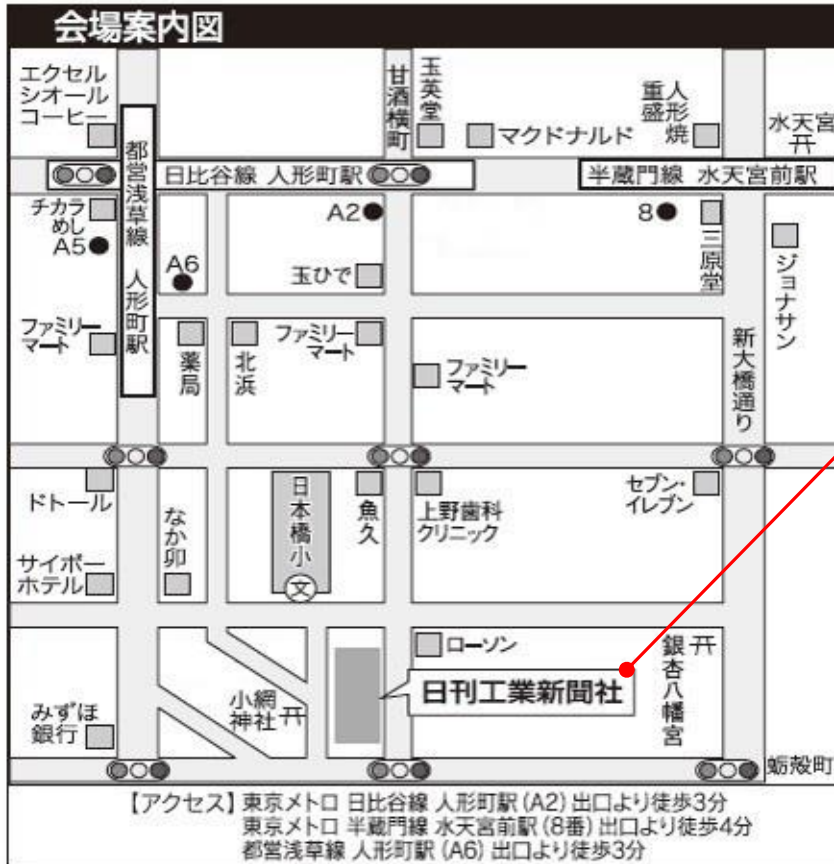 会場案内図
エクセル
シオール
コーヒー
甘酒横町
玉英堂
マクドナルド
人形焼
重盛
水天宮
都営浅草線 人形町駅
日比谷線 人形町駅
半蔵門線 水天宮前駅
チカラ
めし
A5
A6
A2
玉ひで
8
三原堂
ジョナサン
ファミリー
マート
薬局
北浜
ファミリー
マート
ファミリー
マート
新大橋通り
ドトール
なか卯
日本橋小
文
魚久
上野歯科
クリニック
セブン・
イレブン
サイボー
ホテル
ローソン
銀杏八幡宮
日刊工業新聞社
小網
神社
みずほ
銀行
蛎殻町
【アクセス】東京メトロ 日比谷線 人形町駅(A2)出口より徒歩3分
東京メトロ 半蔵門線 水天宮前駅(8番)出口より徒歩4分
都営浅草線 人形町駅(A6)出口より徒歩3分